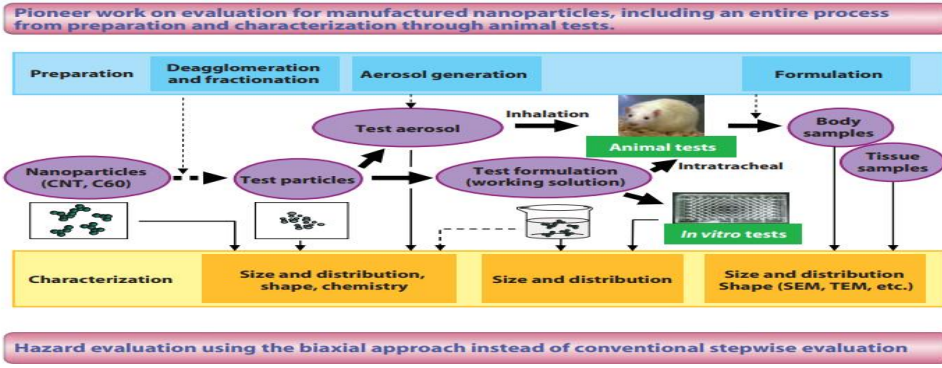 Pioneer work on evaluation for manufactured nanoparticles, including an entire process
from preparation and characterization through animal tests.
Preparation
Deagglomeration
and fractionation
Aerosol generation
Formulation
Inhalation
Test aerosol
Body
samples
Animal tests
Tissue
samples
Nanoparticles
(CNT, C60)
Test particles
Test formulation
(working solution)
Intratracheal
In vitro tests
Characterization
Size and distribution,
shape, chemistry
Size and distribution
Size and distribution
Shape (SEM, TEM, etc.)
Hazard evaluation using the biaxial approach instead of conventional stepwise evaluation